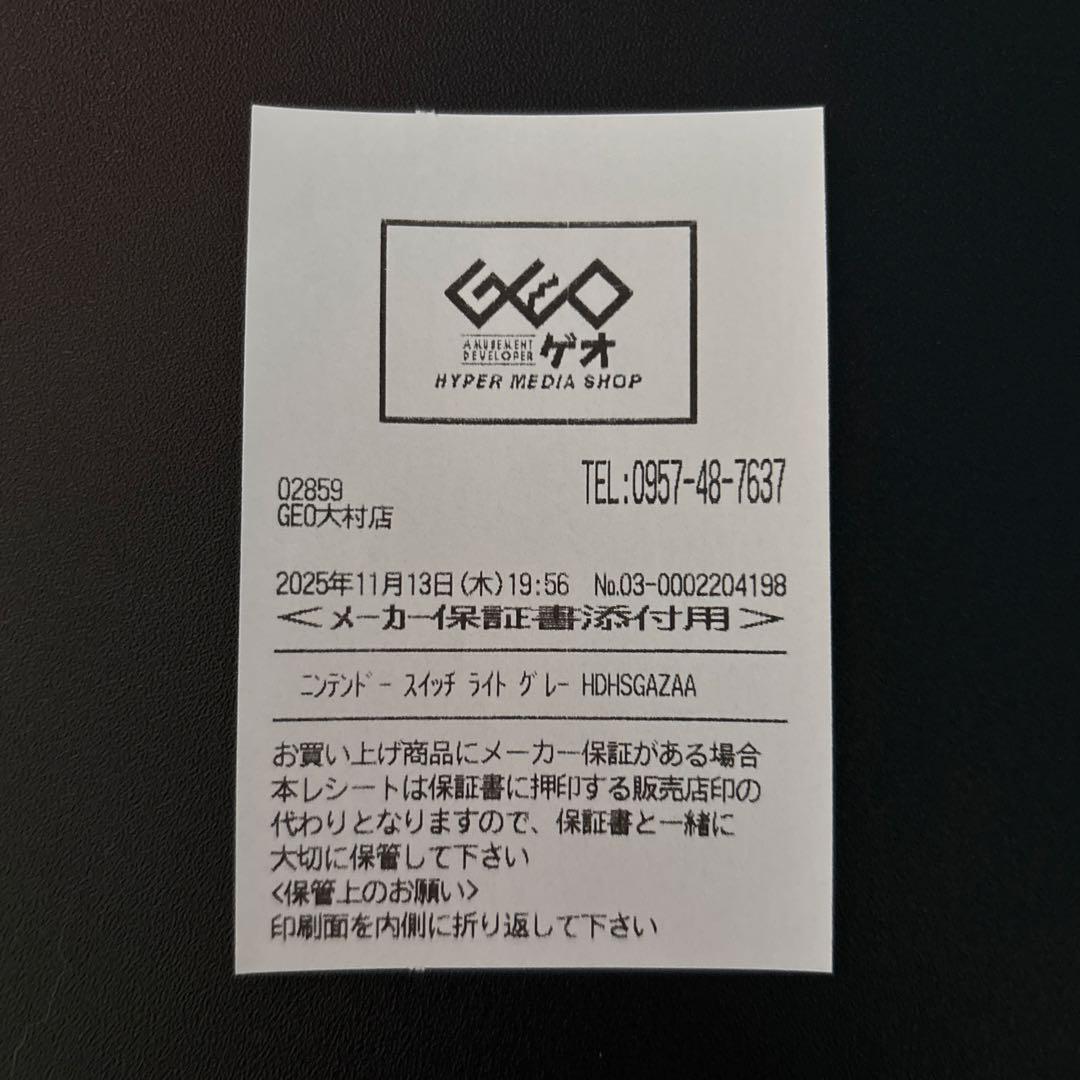 GEO
AMUSEMENT
DEVELOPER ゲオ
HYPER MEDIA SHOP
02859
TEL:0957-48-7637
GEO大村店
2025年11月13日(木)19:56 №03-0002204198
<メーカー保証書添付用>
ニンテンドー スイッチ ライト グレー HDHSGAZAA
お買い上げ商品にメーカー保証がある場合
本レシートは保証書に押印する販売店印の
代わりとなりますので、保証書と一緒に
大切に保管して下さい
<保管上のお願い>
印刷面を内側に折り返して下さい